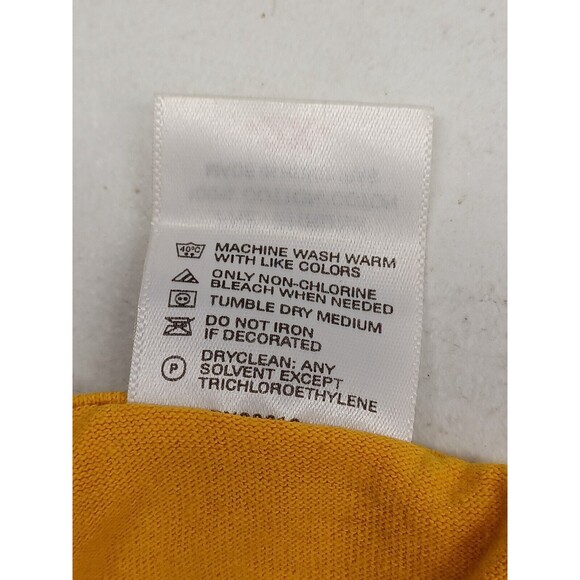 40°C
MACHINE WASH WARM
WITH LIKE COLORS
ONLY NON-CHLORINE
BLEACH WHEN NEEDED
TUMBLE DRY MEDIUM
DO NOT IRON
IF DECORATED
P
DRYCLEAN: ANY
SOLVENT EXCEPT
TRICHLOROETHYLENE